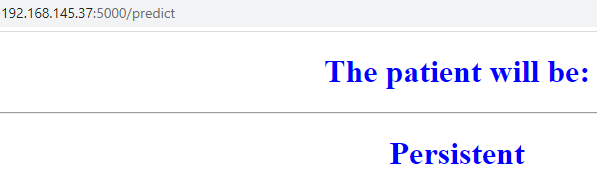 192.168.145.37:5000/predict
The patient will be:
Persistent